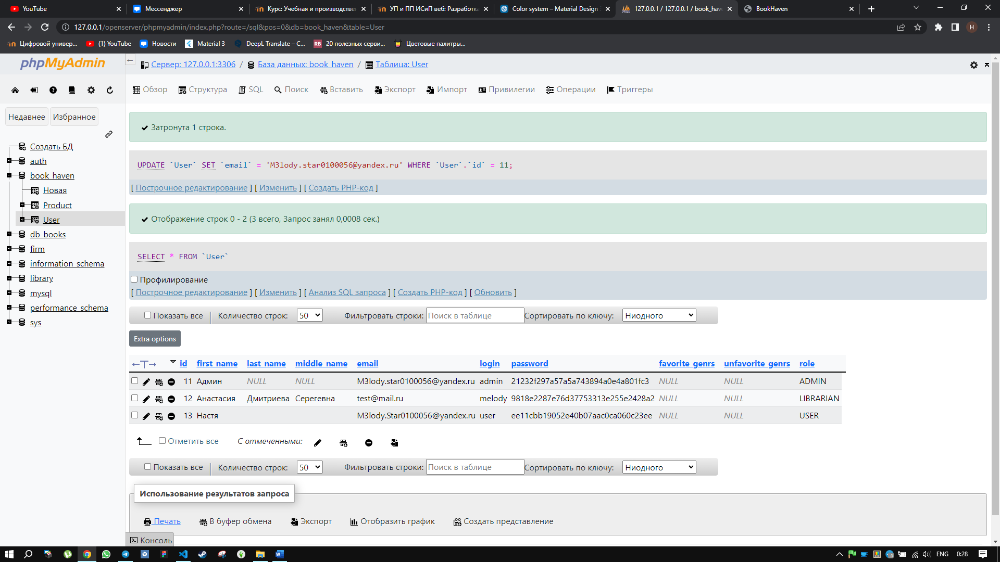 YouTube
Мессенджер
Курс: Учебная и производстве
УП и ПП ИСиП веб: Разработка
Color system – Material Design 3
127.0.0.1 / 127.0.0.1 / book_hav
BookHaven
127.0.0.1/openserver/phpmyadmin/index.php?route=/sql&pos=0&db=book_haven&table=User
H
Цифровой универ...
(1) YouTube
Новости
Material 3
DeepL Translate – С...
RB 20 полезных серви...
Цветовые палитры...
phpMyAdmin
Сервер: 127.0.0.1:3306 / База данных: book_haven / Таблица: User
Обзор Структура SQL Поиск Вставить Экспорт Импорт Привилегии Операции Триггеры
Недавнее Избранное
Создать БД
auth
book_haven
Новая
Product
User
db_books
firm
information_schema
library
mysql
performance_schema
sys
Затронута 1 строка.
UPDATE `User` SET `email` = 'M3lody.star0100056@yandex.ru' WHERE `User`.`id` = 11;
[ Построчное редактирование ] [ Изменить ] [ Создать PHP-код ]
Отображение строк 0 - 2 (3 всего, Запрос занял 0,0008 сек.)
SELECT * FROM `User`
Профилирование
[ Построчное редактирование ] [ Изменить ] [ Анализ SQL запроса ] [ Создать PHP-код ] [ Обновить ]
Показать все Количество строк: 50 Фильтровать строки: Поиск в таблице Сортировать по ключу: Ниодного
Extra options
←T→ id first_name last_name middle_name email login password favorite_genrs unfavorite_genrs role
11 Админ NULL NULL M3lody.star0100056@yandex.ru admin 21232f297a57a5a743894a0e4a801fc3 NULL NULL ADMIN
12 Анастасия Дмитриева Серегевна test@mail.ru melody 9818e2287e76d37753313e255e2428a2 NULL NULL LIBRARIAN
13 Настя M3lody.Star0100056@yandex.ru user ee11cbb19052e40b07aac0ca060c23ee NULL NULL USER
Отметить все С отмеченными:
Показать все Количество строк: 50 Фильтровать строки: Поиск в таблице Сортировать по ключу: Ниодного
Использование результатов запроса
Печать В буфер обмена Экспорт Отобразить график Создать представление
Консоль
ENG 0:28